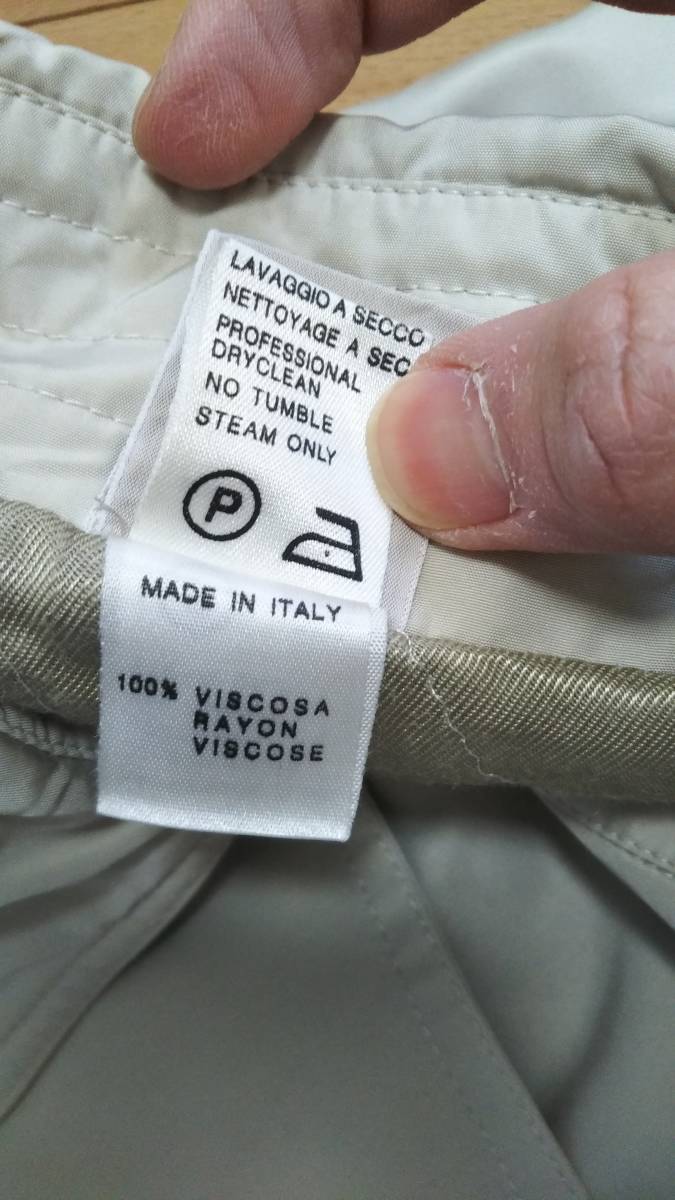 LAVAGGIO A SECCO
NETTOYAGE A SEC
PROFESSIONAL
DRYCLEAN
NO TUMBLE
STEAM ONLY
P
MADE IN ITALY
100% VISCOSA
RAYON
VISCOSE